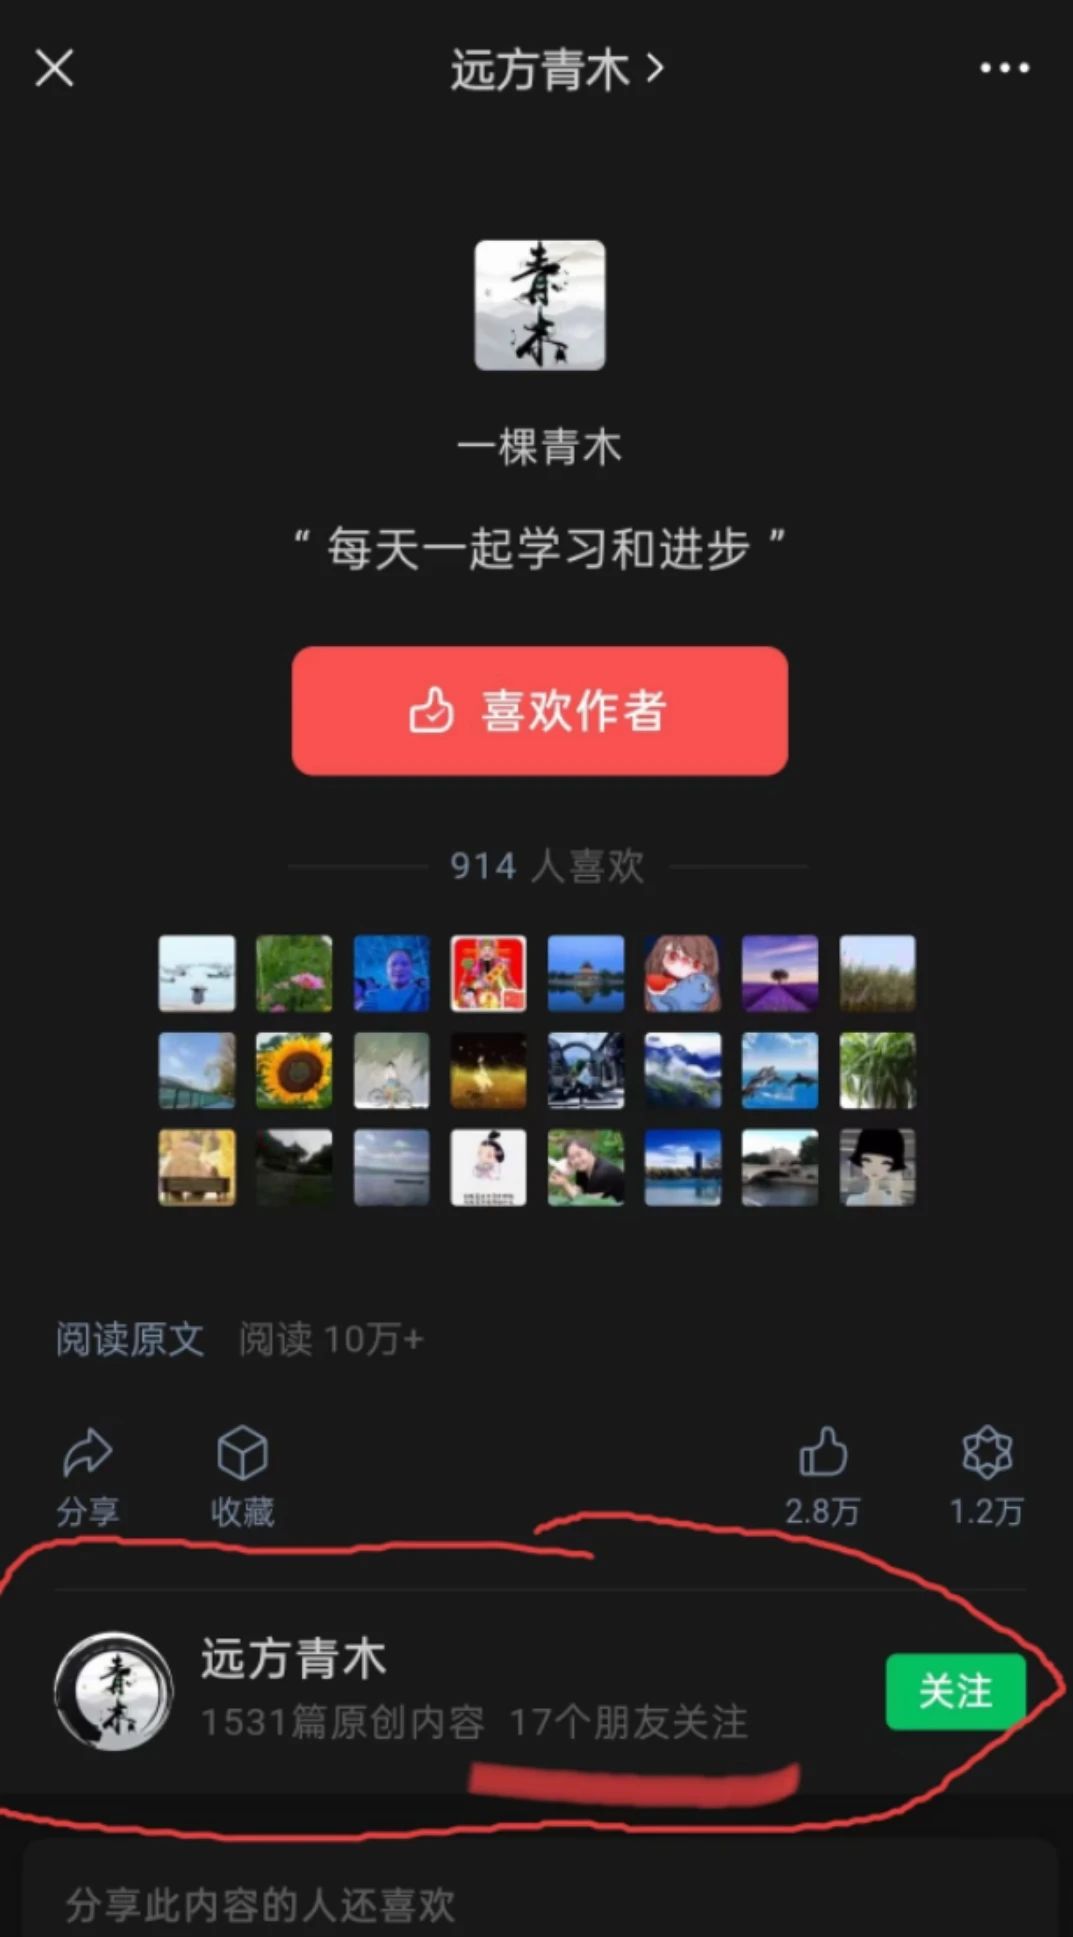 远方青木
青木
一棵青木
“ 每天一起学习和进步 ”
喜欢作者
914 人喜欢
阅读原文 阅读 10万+
分享 收藏 2.8万 1.2万
远方青木
青木
1531篇原创内容 17个朋友关注
关注
分享此内容的人还喜欢